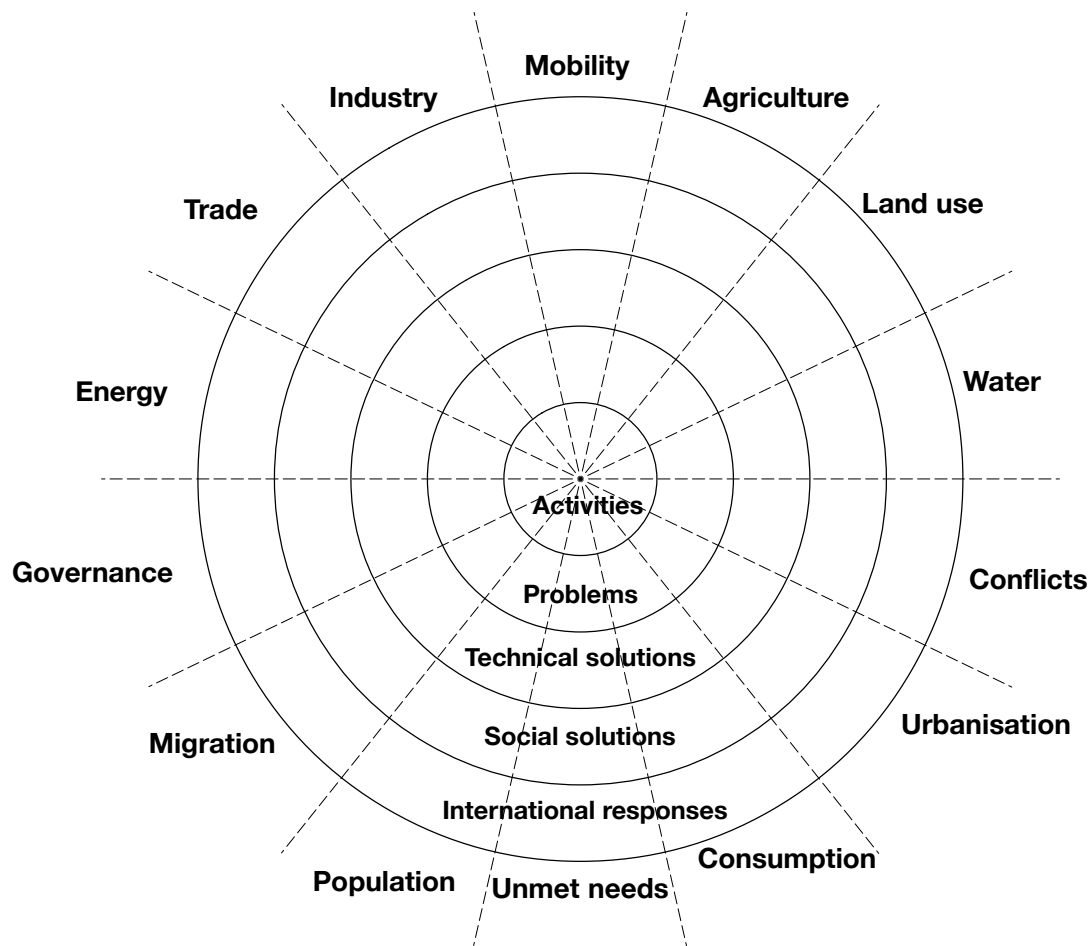 Mobility
Industry
Agriculture
Trade
Land use
Energy
Water
Activities
Governance
Conflicts
Problems
Technical solutions
Urbanisation
Migration
Social solutions
International responses
Consumption
Population
Unmet needs